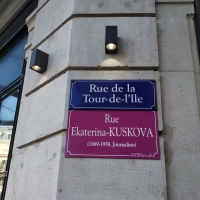 Rue de la
Tour-de-l'Ile
Rue
Ekaterina-KUSKOVA
(1869-1958, Journaliste)